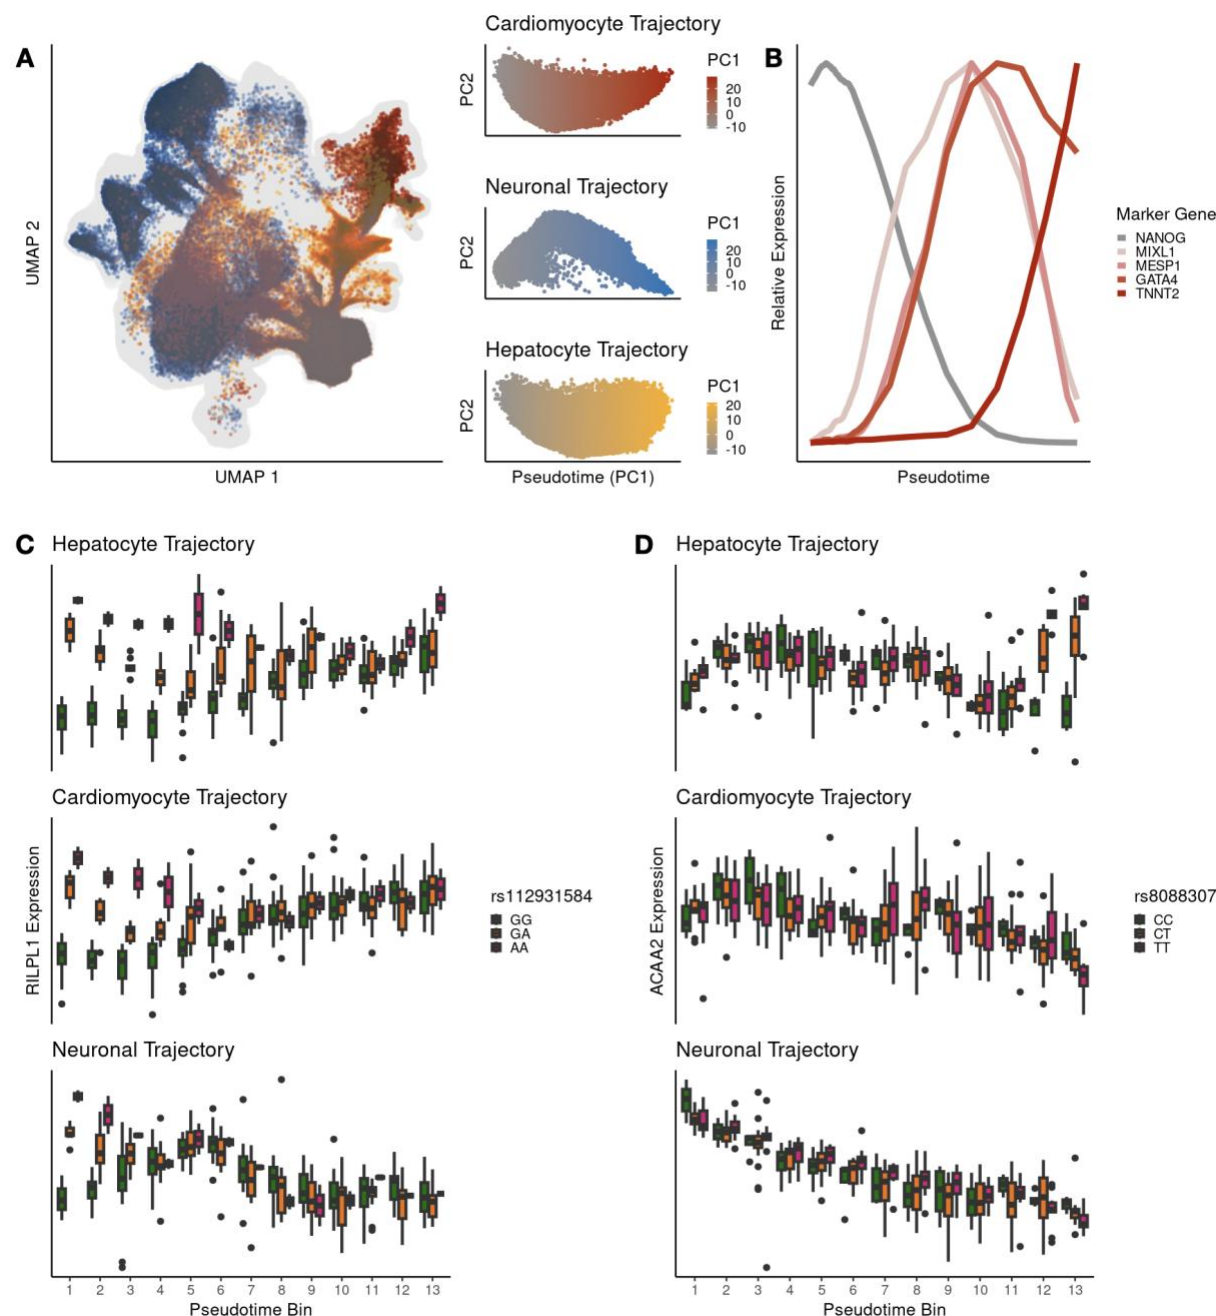 A
UMAP 2
UMAP 1
Cardiomyocyte Trajectory
PC2
PC1
20
10
0
-10
Neuronal Trajectory
PC2
PC1
20
10
0
-10
Hepatocyte Trajectory
PC2
PC1
20
10
0
-10
Pseudotime (PC1)
B
Relative Expression
Pseudotime
Marker Gene
NANOG
MIXL1
MESP1
GATA4
TNNT2
C
Hepatocyte Trajectory
Cardiomyocyte Trajectory
RILPL1 Expression
rs112931584
GG
GA
AA
Neuronal Trajectory
1 2 3 4 5 6 7 8 9 10 11 12 13
Pseudotime Bin
D
Hepatocyte Trajectory
Cardiomyocyte Trajectory
ACAA2 Expression
rs8088307
CC
CT
TT
Neuronal Trajectory
1 2 3 4 5 6 7 8 9 10 11 12 13
Pseudotime Bin